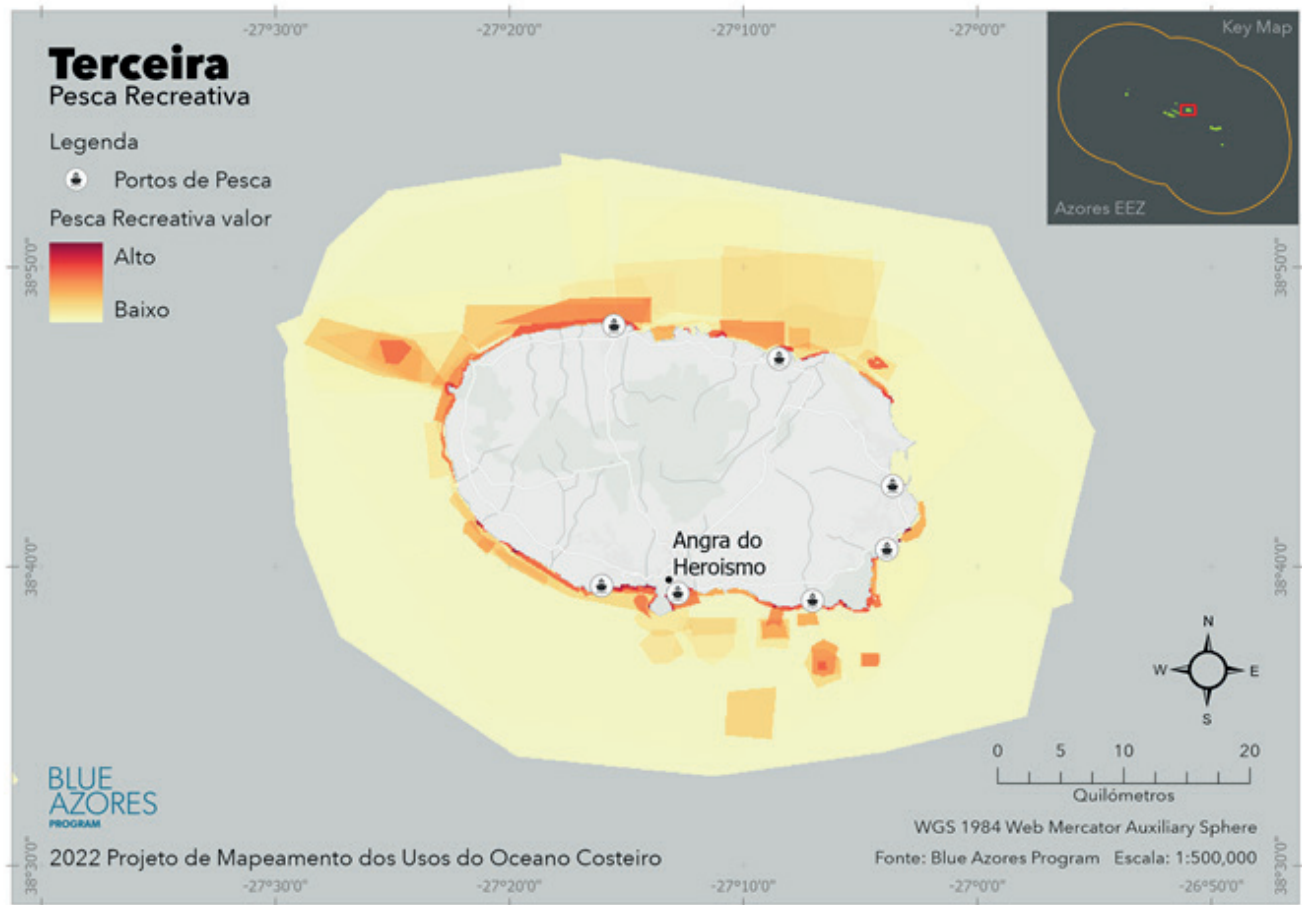 -27°30'0"
-27°20'0"
-27°10'0"
-27°0'0"
Terceira
Pesca Recreativa
Legenda
Portos de Pesca
Pesca Recreativa valor
Alto
Baixo
Key Map
Azores EEZ
38°50'0"
38°50'0"
38°40'0"
38°40'0"
Angra do
Heroismo
N
W
E
S
0 5 10 20
Quilómetros
BLUE
AZORES
PROGRAM
WGS 1984 Web Mercator Auxiliary Sphere
2022 Projeto de Mapeamento dos Usos do Oceano Costeiro
Fonte: Blue Azores Program Escala: 1:500,000
38°30'0"
38°30'0"
-27°30'0"
-27°20'0"
-27°10'0"
-27°0'0"
-26°50'0"